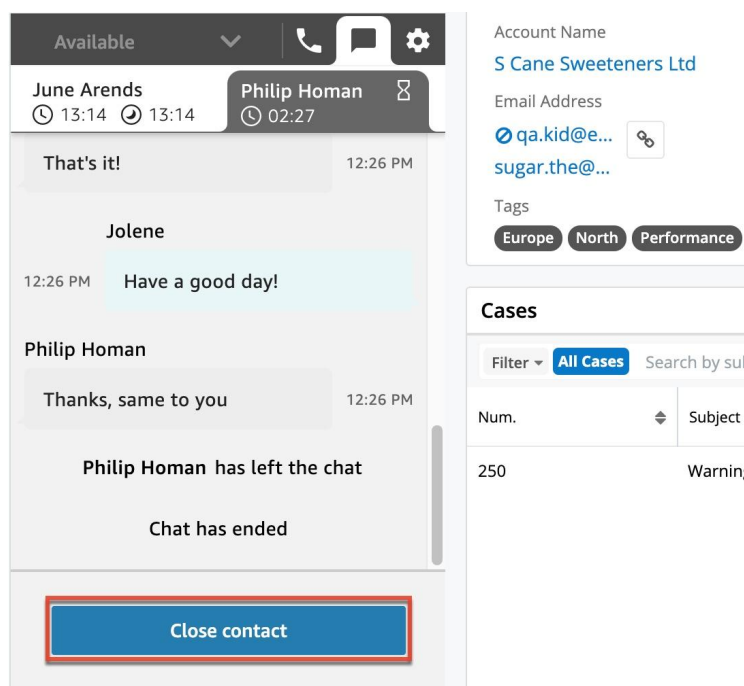 Available
June Arends
13:14 13:14
Philip Homan
02:27
That's it!
12:26 PM
Jolene
12:26 PM
Have a good day!
Philip Homan
Thanks, same to you
12:26 PM
Philip Homan has left the chat
Chat has ended
Close contact
Account Name
S Cane Sweeteners Ltd
Email Address
qa.kid@e...
sugar.the@...
Tags
Europe North Performance
Cases
Filter All Cases Search by
Num. Subject
250